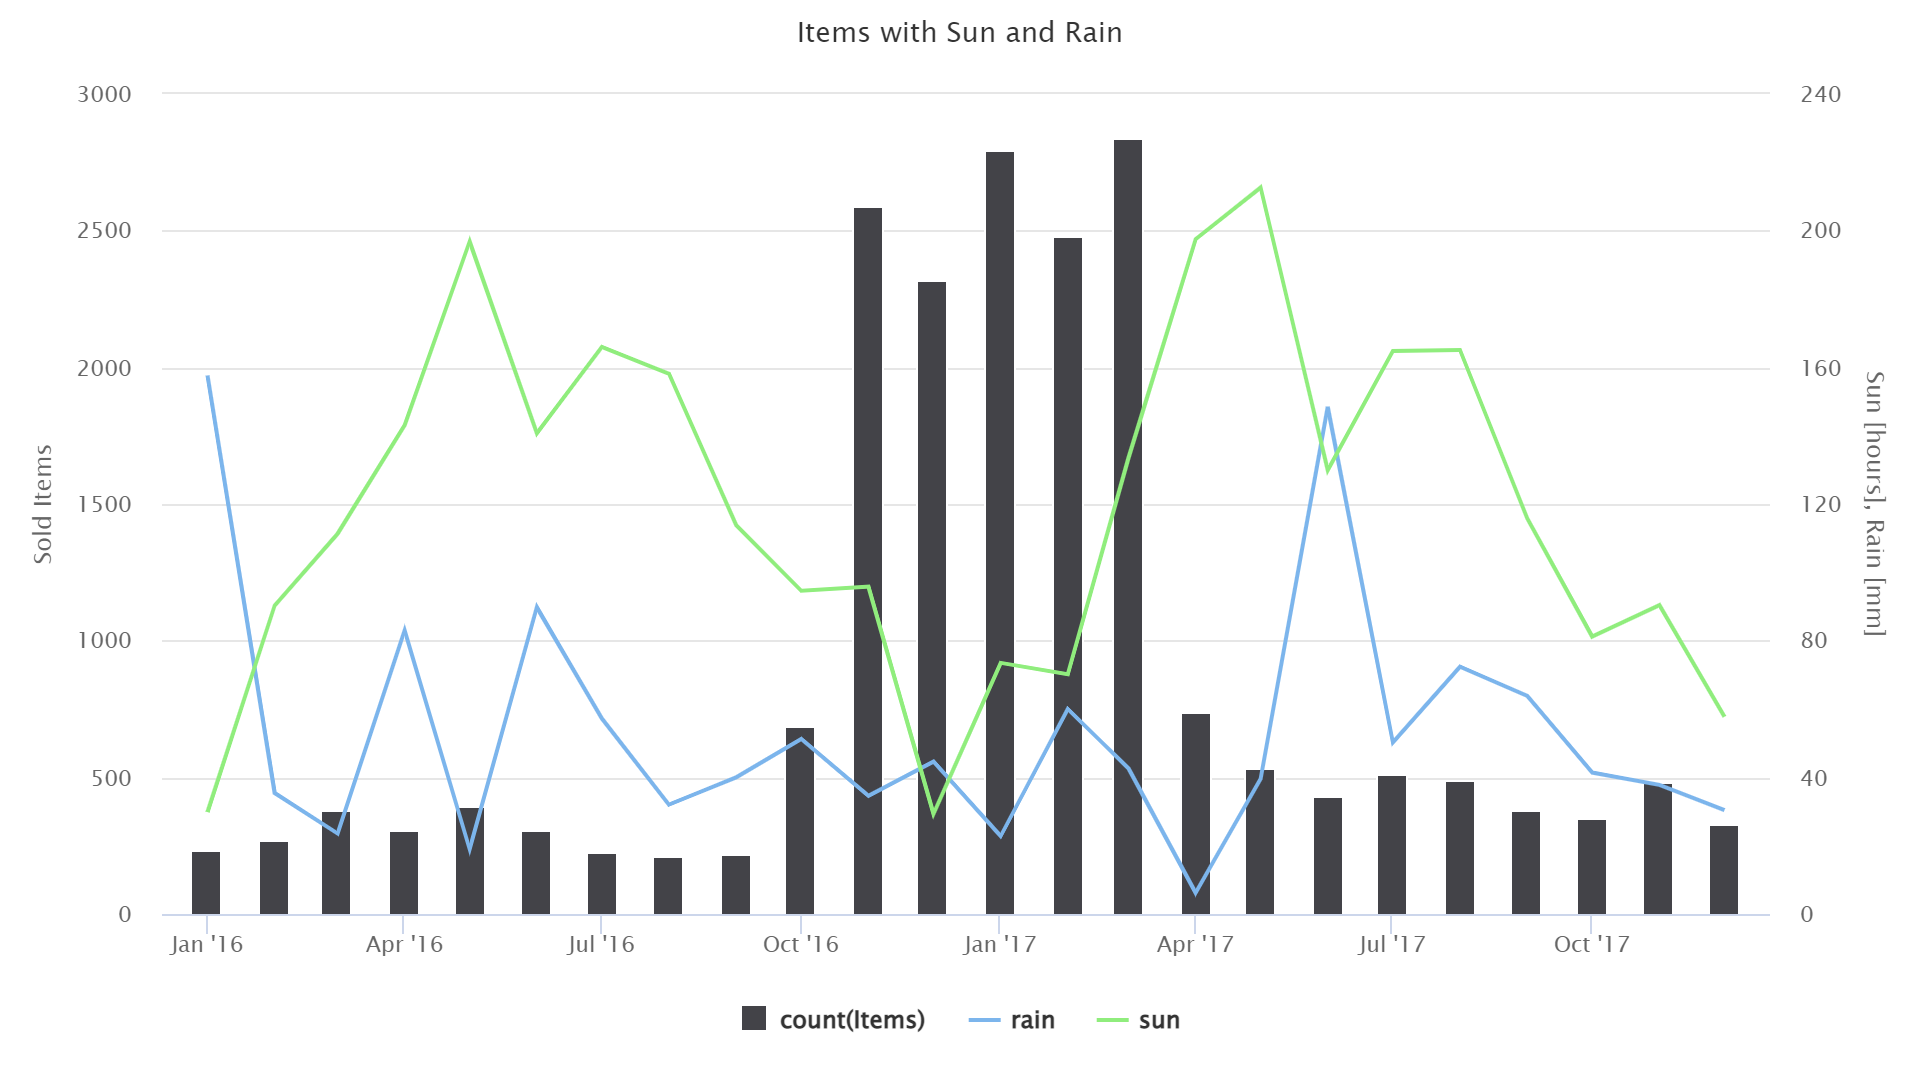 Items with Sun and Rain
3000
2500
2000
1500
1000
500
0
Sold Items
240
200
160
120
80
40
0
Sun [hours], Rain [mm]
Jan '16
Apr '16
Jul '16
Oct '16
Jan '17
Apr '17
Jul '17
Oct '17
count(Items)
rain
sun